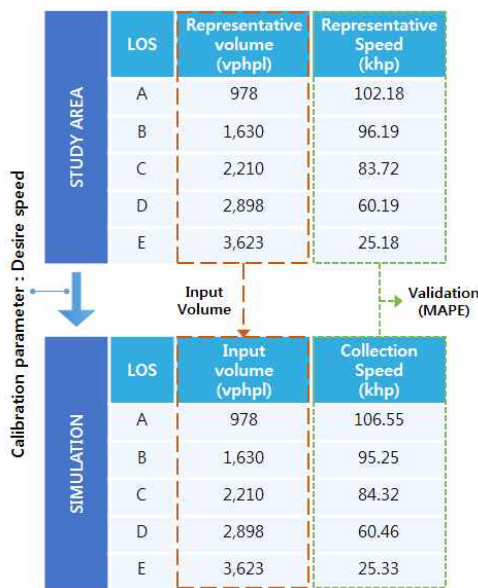 LOS Representative volume (vphpl) Representative Speed (khp)
A 978 102.18
B 1,630 96.19
C 2,210 83.72
D 2,898 60.19
E 3,623 25.18
STUDY AREA
Calibration parameter : Desire speed
Input
Volume
Validation
(MAPE)
LOS Input volume (vphpl) Collection Speed (khp)
A 978 106.55
B 1,630 95.25
C 2,210 84.32
D 2,898 60.46
E 3,623 25.33
SIMULATION